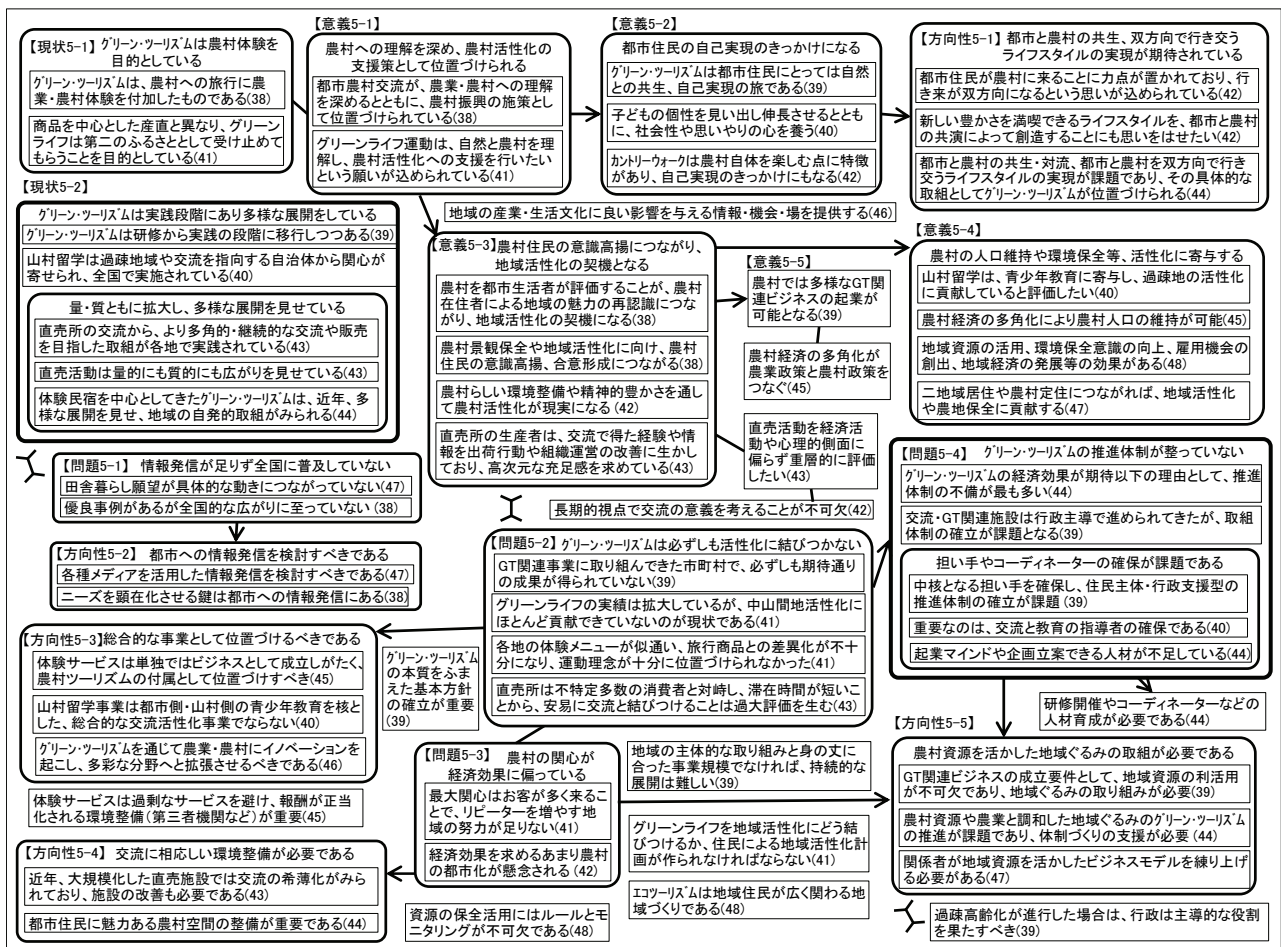 【現状5-1】グリーン・ツーリズムは農村体験を
目的としている
グリーン・ツーリズムは、農村への旅行に農
業・農村体験を付加したものである(38)
商品を中心とした産直と異なり、グリーン
ライフは第二のふるさととして受け止めて
もらうことを目的としている(41)
【現状5-2】
グリーン・ツーリズムは実践段階にあり多様な展開をしている
グリーン・ツーリズムは研修から実践の段階に移行しつつある(39)
山村留学は過疎地域や交流を指向する自治体から関心が
寄せられ、全国で実施されている(40)
量・質ともに拡大し、多様な展開を見せている
直売所の交流から、より多角的・継続的な交流や販売
を目指した取組が各地で実践されている(43)
直売活動は量的にも質的にも広がりを見せている(43)
体験民宿を中心としてきたグリーン・ツーリズムは、近年、多
様な展開を見せ、地域の自発的取組がみられる(44)
【意義5-1】
農村への理解を深め、農村活性化の
支援策として位置づけられる
都市農村交流が、農業・農村への理解
を深めるとともに、農村振興の施策とし
て位置づけられている(38)
グリーンライフ運動は、自然と農村を理
解し、農村活性化への支援を行いたい
という願いが込められている(41)
【意義5-2】
都市住民の自己実現のきっかけになる
グリーン・ツーリズムは都市住民にとっては自然
との共生、自己実現の旅である(39)
子どもの個性を見い出し伸長させるとと
もに、社会性や思いやりの心を養う(40)
カントリーウォークは農村自体を楽しむ点に特徴
があり、自己実現のきっかけにもなる(42)
【方向性5-1】都市と農村の共生、双方向で行き交う
ライフスタイルの実現が期待されている
都市住民が農村に来ることに力点が置かれており、行
き来が双方向になるという思いが込められている(42)
新しい豊かさを満喫できるライフスタイルを、都市と農村
の共演によって創造することにも思いをはせたい(42)
都市と農村の共生・対流、都市と農村を双方向で行き
交うライフスタイルの実現が課題であり、その具体的な
取組としてグリーン・ツーリズムが位置づけられる(44)
地域の産業・生活文化に良い影響を与える情報・機会・場を提供する(46)
【意義5-3】農村住民の意識高揚につながり、
地域活性化の契機となる
農村を都市生活者が評価することが、農村
在住者による地域の魅力の再認識につな
がり、地域活性化の契機になる(38)
農村景観保全や地域活性化に向け、農村
住民の意識高揚、合意形成につながる(38)
農村らしい環境整備や精神的豊かさを通し
て農村活性化が現実になる(42)
直売所の生産者は、交流で得た経験や情
報を出荷行動や組織運営の改善に生かし
ており、高次元な充足感を求めている(43)
【意義5-5】
農村では多様なGT関
連ビジネスの起業が
可能となる(39)
農村経済の多角化が
農業政策と農村政策を
つなぐ(45)
直売活動を経済活
動や心理的側面に
偏らず重層的に評価
したい(43)
長期的視点で交流の意義を考えることが不可欠(42)
【意義5-4】
農村の人口維持や環境保全等、活性化に寄与する
山村留学は、青少年教育に寄与し、過疎地の活性化
に貢献していると評価したい(40)
農村経済の多角化により農村人口の維持が可能(45)
地域資源の活用、環境保全意識の向上、雇用機会の
創出、地域経済の発展等の効果がある(48)
二地域居住や農村定住につながれば、地域活性化
や農地保全に貢献する(47)
【問題5-1】情報発信が足りず全国に普及していない
田舎暮らし願望が具体的な動きにつながっていない(47)
優良事例があるが全国的な広がりに至っていない(38)
【方向性5-2】都市への情報発信を検討すべきである
各種メディアを活用した情報発信を検討すべきである(47)
ニーズを顕在化させる鍵は都市への情報発信にある(38)
【方向性5-3】総合的な事業として位置づけるべきである
体験サービスは単独ではビジネスとして成立しがたく、
農村ツーリズムの付属として位置づけすべき(45)
山村留学事業は都市側・山村側の青少年教育を核と
した、総合的な交流活性化事業でならない(40)
グリーン・ツーリズムを通じて農業・農村にイノベーションを
起こし、多彩な分野へと拡張させるべきである(46)
体験サービスは過剰なサービスを避け、報酬が正当
化される環境整備(第三者機関など)が重要(45)
【方向性5-4】交流に相応しい環境整備が必要である
近年、大規模化した直売施設では交流の希薄化がみら
れており、施設の改善も必要である(43)
都市住民に魅力ある農村空間の整備が重要である(44)
グリーン・ツーリズム
の本質をふま
えた基本方針
の確立が重要
(39)
【問題5-2】グリーン・ツーリズムは必ずしも活性化に結びつかない
GT関連事業に取り組んできた市町村で、必ずしも期待通
りの成果が得られていない(39)
グリーンライフの実績は拡大しているが、中山間地活性化に
ほとんど貢献できていないのが現状である(41)
各地の体験メニューが似通い、旅行商品との差異化が不十
分になり、運動理念が十分に位置づけられなかった(41)
直売所は不特定多数の消費者と対峙し、滞在時間が短いこ
とから、安易に交流と結びつけることは過大評価を生む(43)
【問題5-3】農村の関心が
経済効果に偏っている
最大関心はお客が多く来るこ
とで、リピーターを増やす地
域の努力が足りない(41)
経済効果を求めるあまり農村
の都市化が懸念される(42)
資源の保全活用にはルールとモ
ニタリングが不可欠である(48)
地域の主体的な取り組みと身の丈に
合った事業規模でなければ、持続的な
展開は難しい(39)
グリーンライフを地域活性化にどう結
びつけるか、住民による地域活性化計
画が作られなければならない(41)
エコツーリズムは地域住民が広く関わる地
域づくりである(48)
【問題5-4】グリーン・ツーリズムの推進体制が整っていない
グリーン・ツーリズムの経済効果が期待以下の理由として、推進
体制の不備が最も多い(44)
交流・GT関連施設は行政主導で進められてきたが、取組
体制の確立が課題となる(39)
担い手やコーディネーターの確保が課題である
中核となる担い手を確保し、住民主体・行政支援型の
推進体制の確立が課題(39)
重要なのは、交流と教育の指導者の確保である(40)
起業マインドや企画立案できる人材が不足している(44)
研修開催やコーディネーターなどの
人材育成が必要である(44)
【方向性5-5】
農村資源を活かした地域ぐるみの取組が必要である
GT関連ビジネスの成立要件として、地域資源の利活用
が不可欠であり、地域ぐるみの取り組みが必要(39)
農村資源や農業と調和した地域ぐるみのグリーン・ツーリズム
の推進が課題であり、体制づくりの支援が必要(44)
関係者が地域資源を活かしたビジネスモデルを練り上げ
る必要がある(47)
過疎高齢化が進行した場合は、行政は主導的な役割
を果たすべき(39)